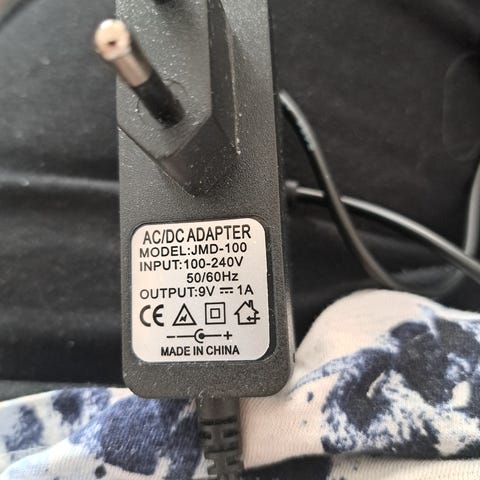 AC/DC ADAPTER
MODEL:JMD-100
INPUT:100-240V
50/60Hz
OUTPUT:9V ⎓ 1A
CE
- +
MADE IN CHINA